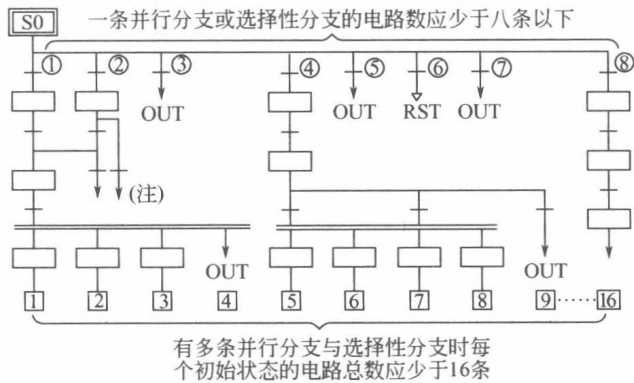 S0
一条并行分支或选择性分支的电路数应少于八条以下
① ② ③ ④ ⑤ ⑥ ⑦ ⑧
OUT OUT RST OUT
(注)
OUT OUT
1 2 3 4 5 6 7 8 9 ······ 16
有多条并行分支与选择性分支时每
个初始状态的电路总数应少于16条